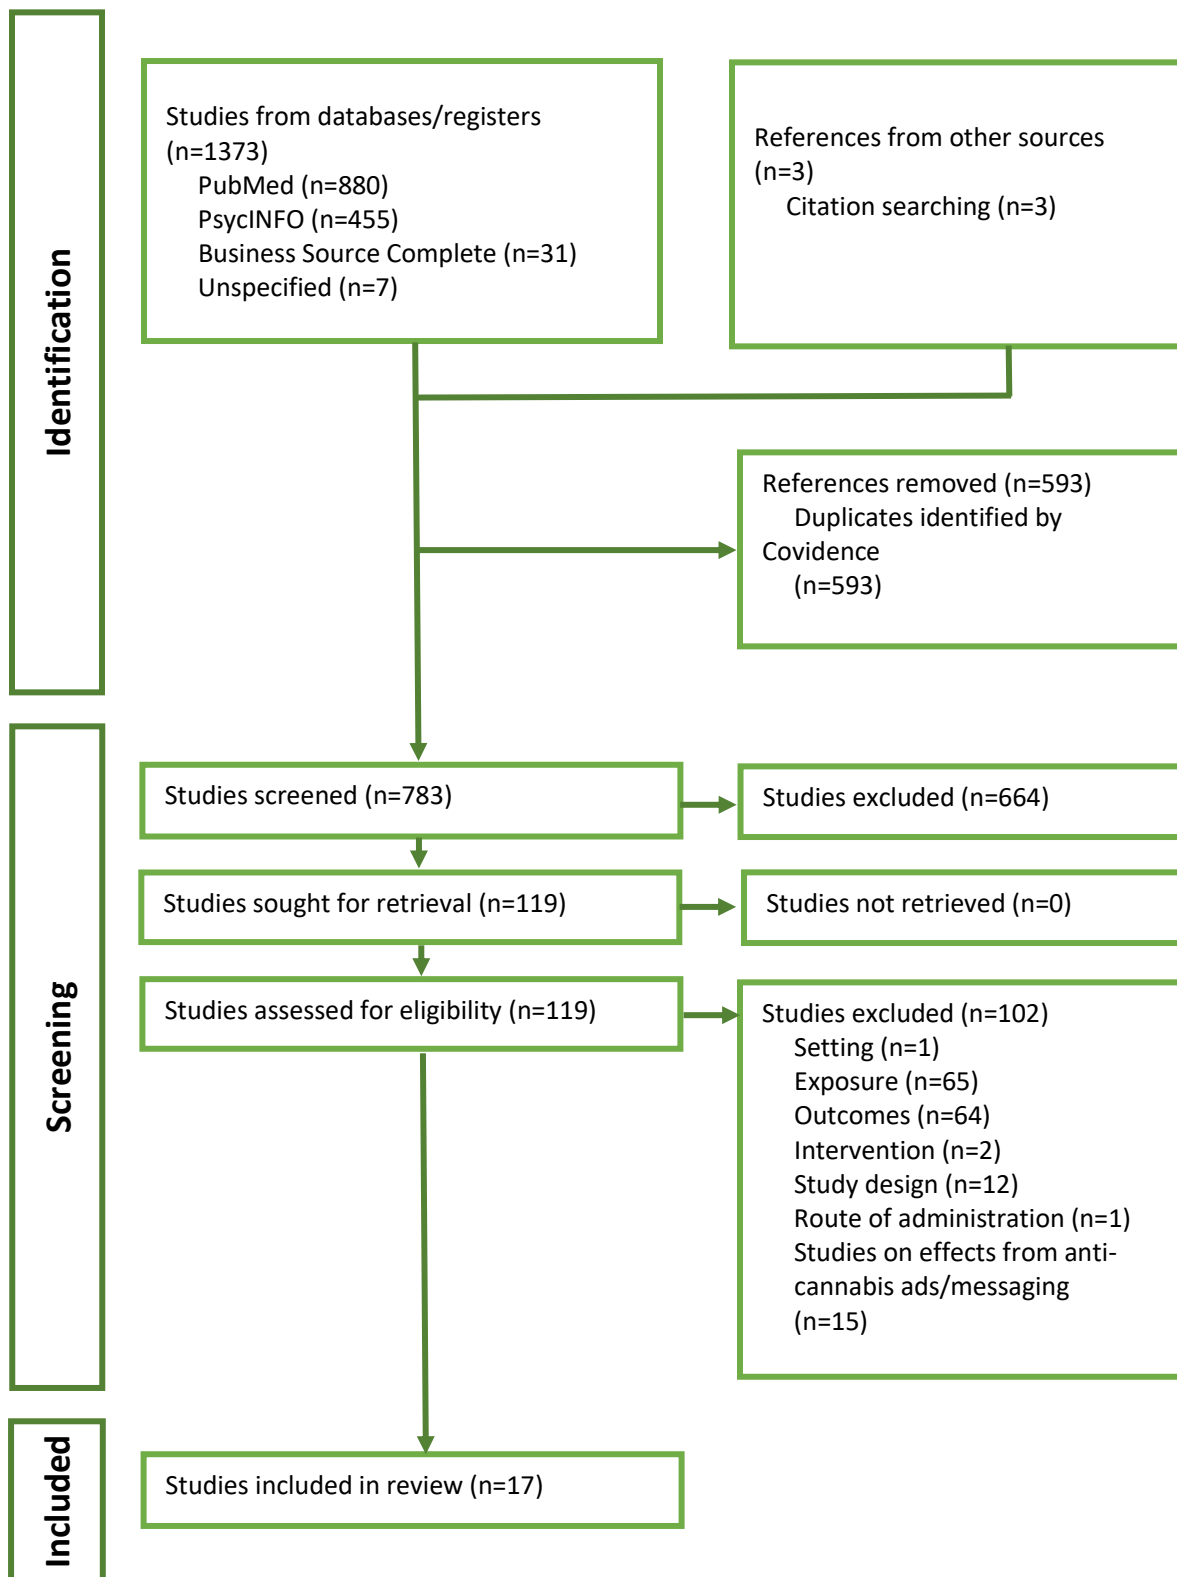 Identification
Studies from databases/registers
(n=1373)
PubMed (n=880)
PsycINFO (n=455)
Business Source Complete (n=31)
Unspecified (n=7)
References from other sources
(n=3)
Citation searching (n=3)
References removed (n=593)
Duplicates identified by
Covidence
(n=593)
Screening
Studies screened (n=783)
Studies excluded (n=664)
Studies sought for retrieval (n=119)
Studies not retrieved (n=0)
Studies assessed for eligibility (n=119)
Studies excluded (n=102)
Setting (n=1)
Exposure (n=65)
Outcomes (n=64)
Intervention (n=2)
Study design (n=12)
Route of administration (n=1)
Studies on effects from anti-
cannabis ads/messaging
(n=15)
Included
Studies included in review (n=17)